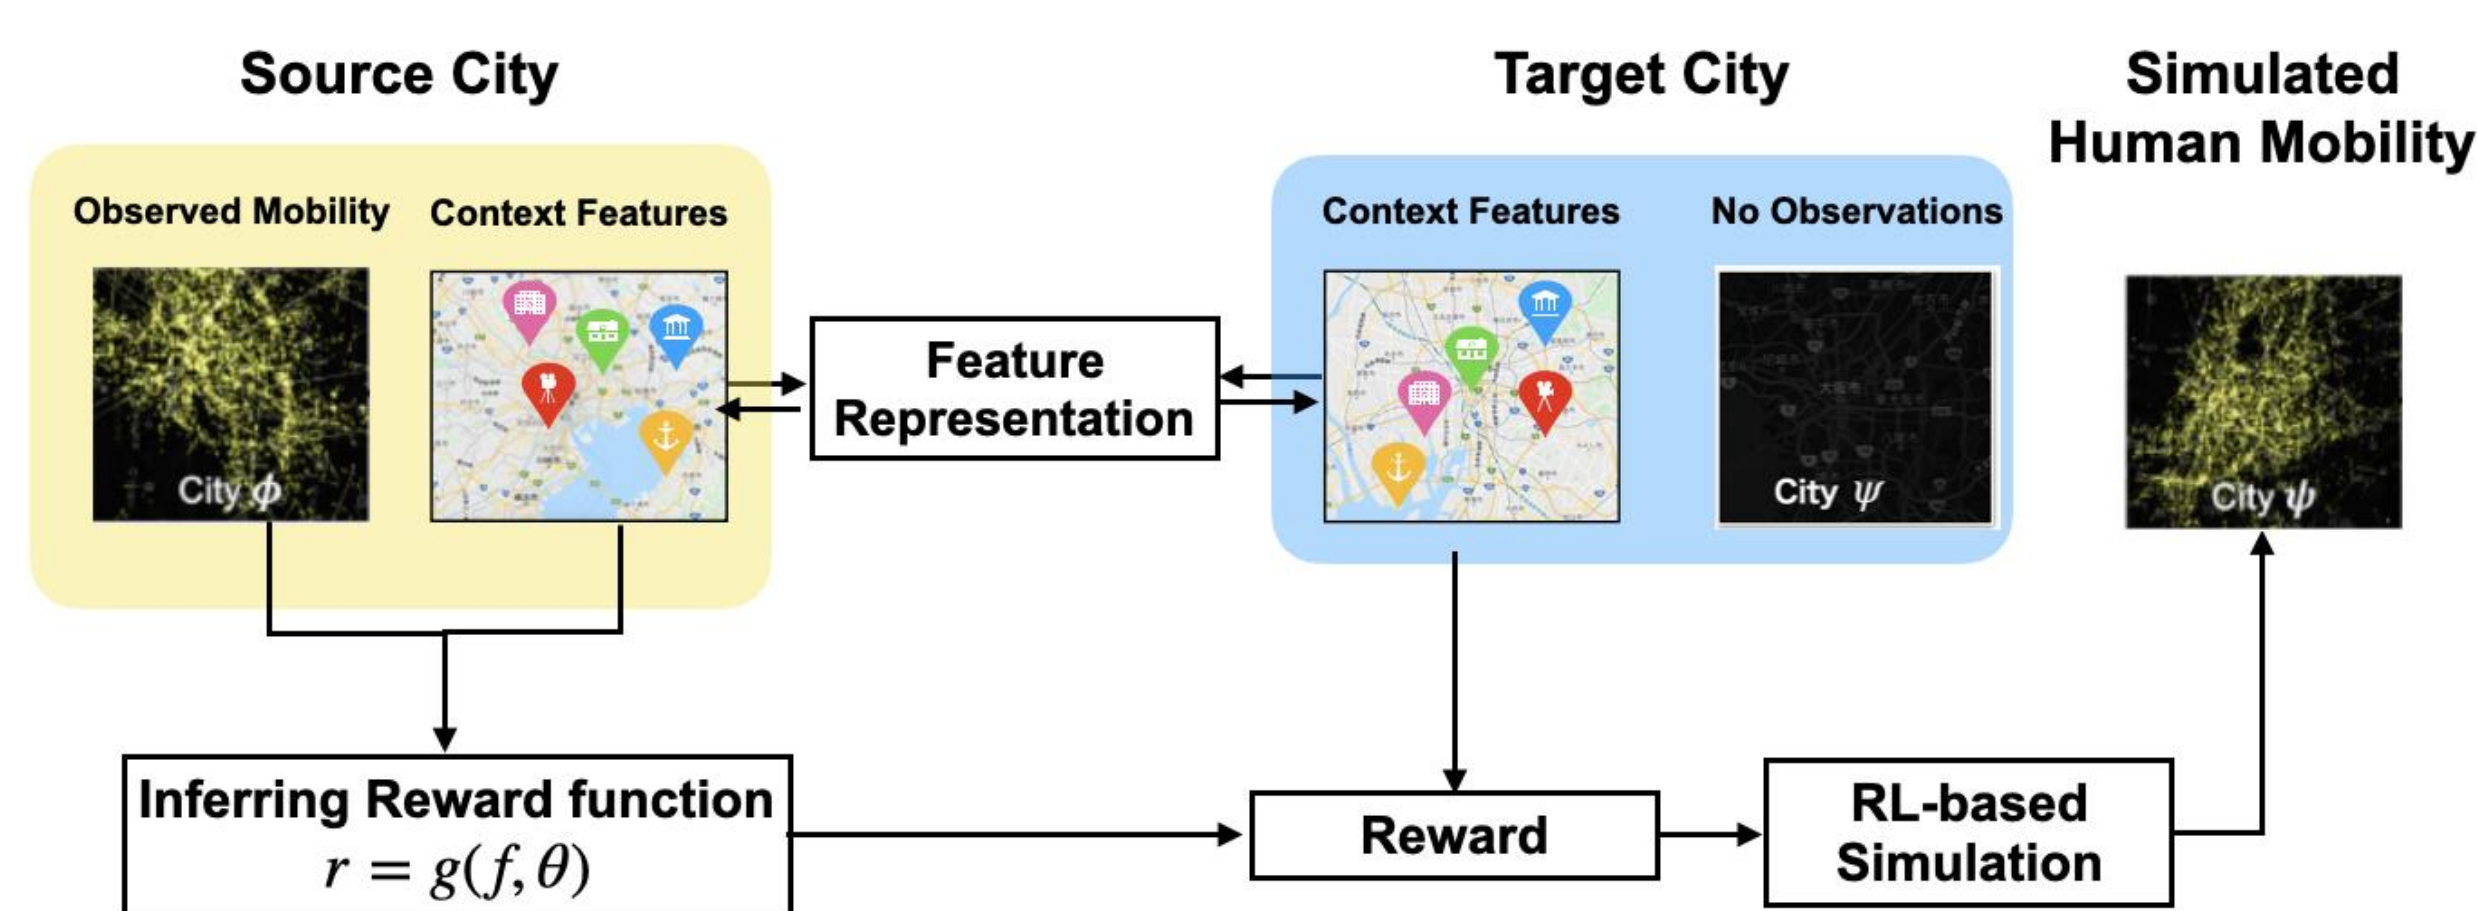 Source City
Target City
Simulated
Human Mobility
Observed Mobility
Context Features
Context Features
No Observations
City ϕ
Feature
Representation
City ψ
City ψ
Inferring Reward function
r = g(f, θ)
Reward
RL-based
Simulation